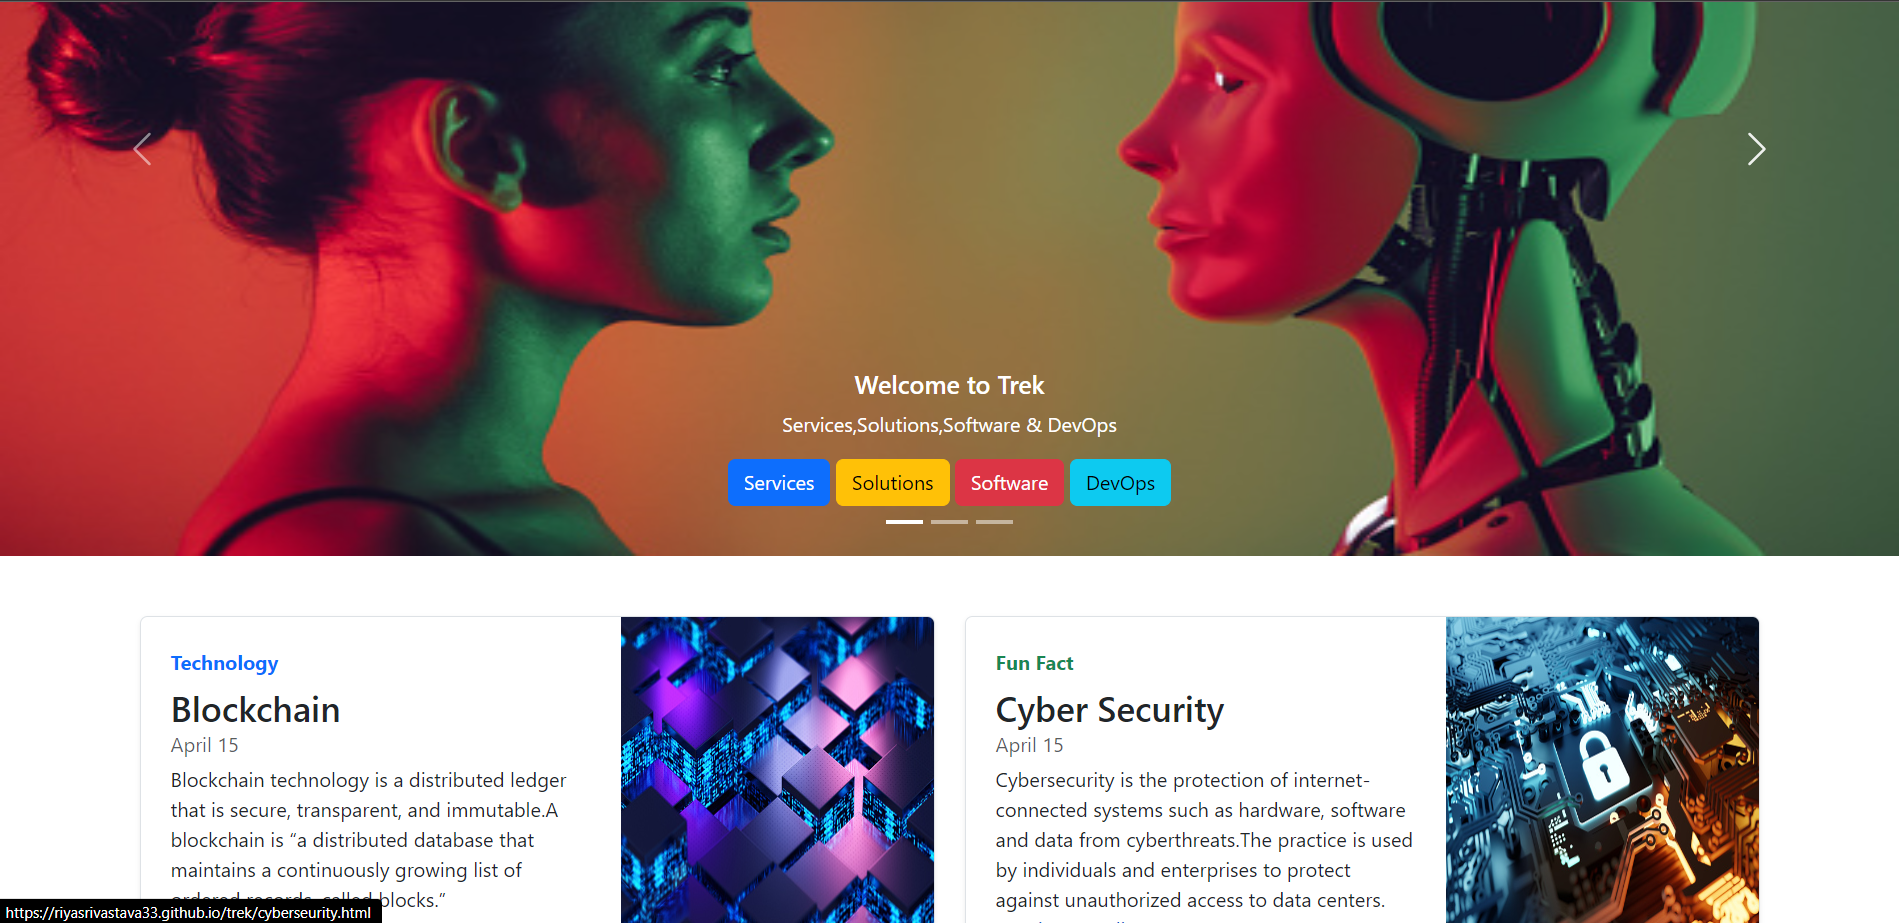 Welcome to Trek
Services,Solutions,Software & DevOps
Services Solutions Software DevOps
Technology
Blockchain
April 15
Blockchain technology is a distributed ledger
that is secure, transparent, and immutable.A
blockchain is “a distributed database that
maintains a continuously growing list of
ordered records, called blocks.”
Fun Fact
Cyber Security
April 15
Cybersecurity is the protection of internet-
connected systems such as hardware, software
and data from cyberthreats.The practice is used
by individuals and enterprises to protect
against unauthorized access to data centers.
https://riyasrivastava33.github.io/trek/cyberseurity.html